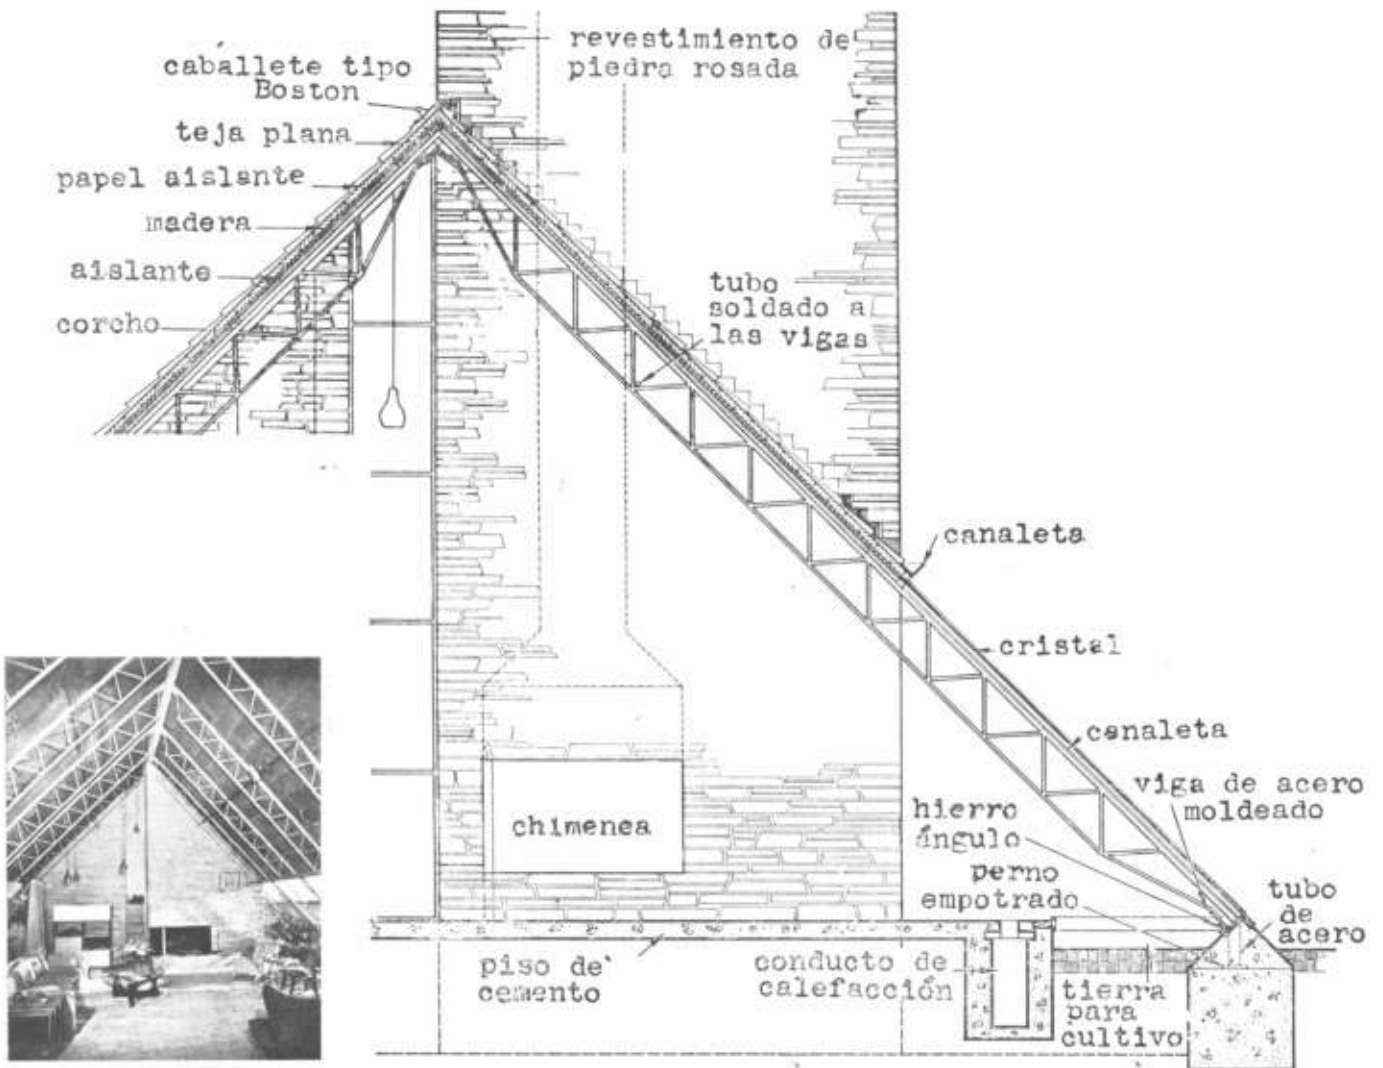 revestimiento de
piedra rosada
cabállete tipo
Boston
teja plana
papel aislante
madera
aislante
corcho
tubo
soldado a
las vigas
canaleta
cristal
canaleta
viga de acero
moldeado
hierro
ángulo
perno
empotrado
tubo
de
acero
chimenea
piso de
cemento
conducto de
calefacción
tierra
para
cultivo